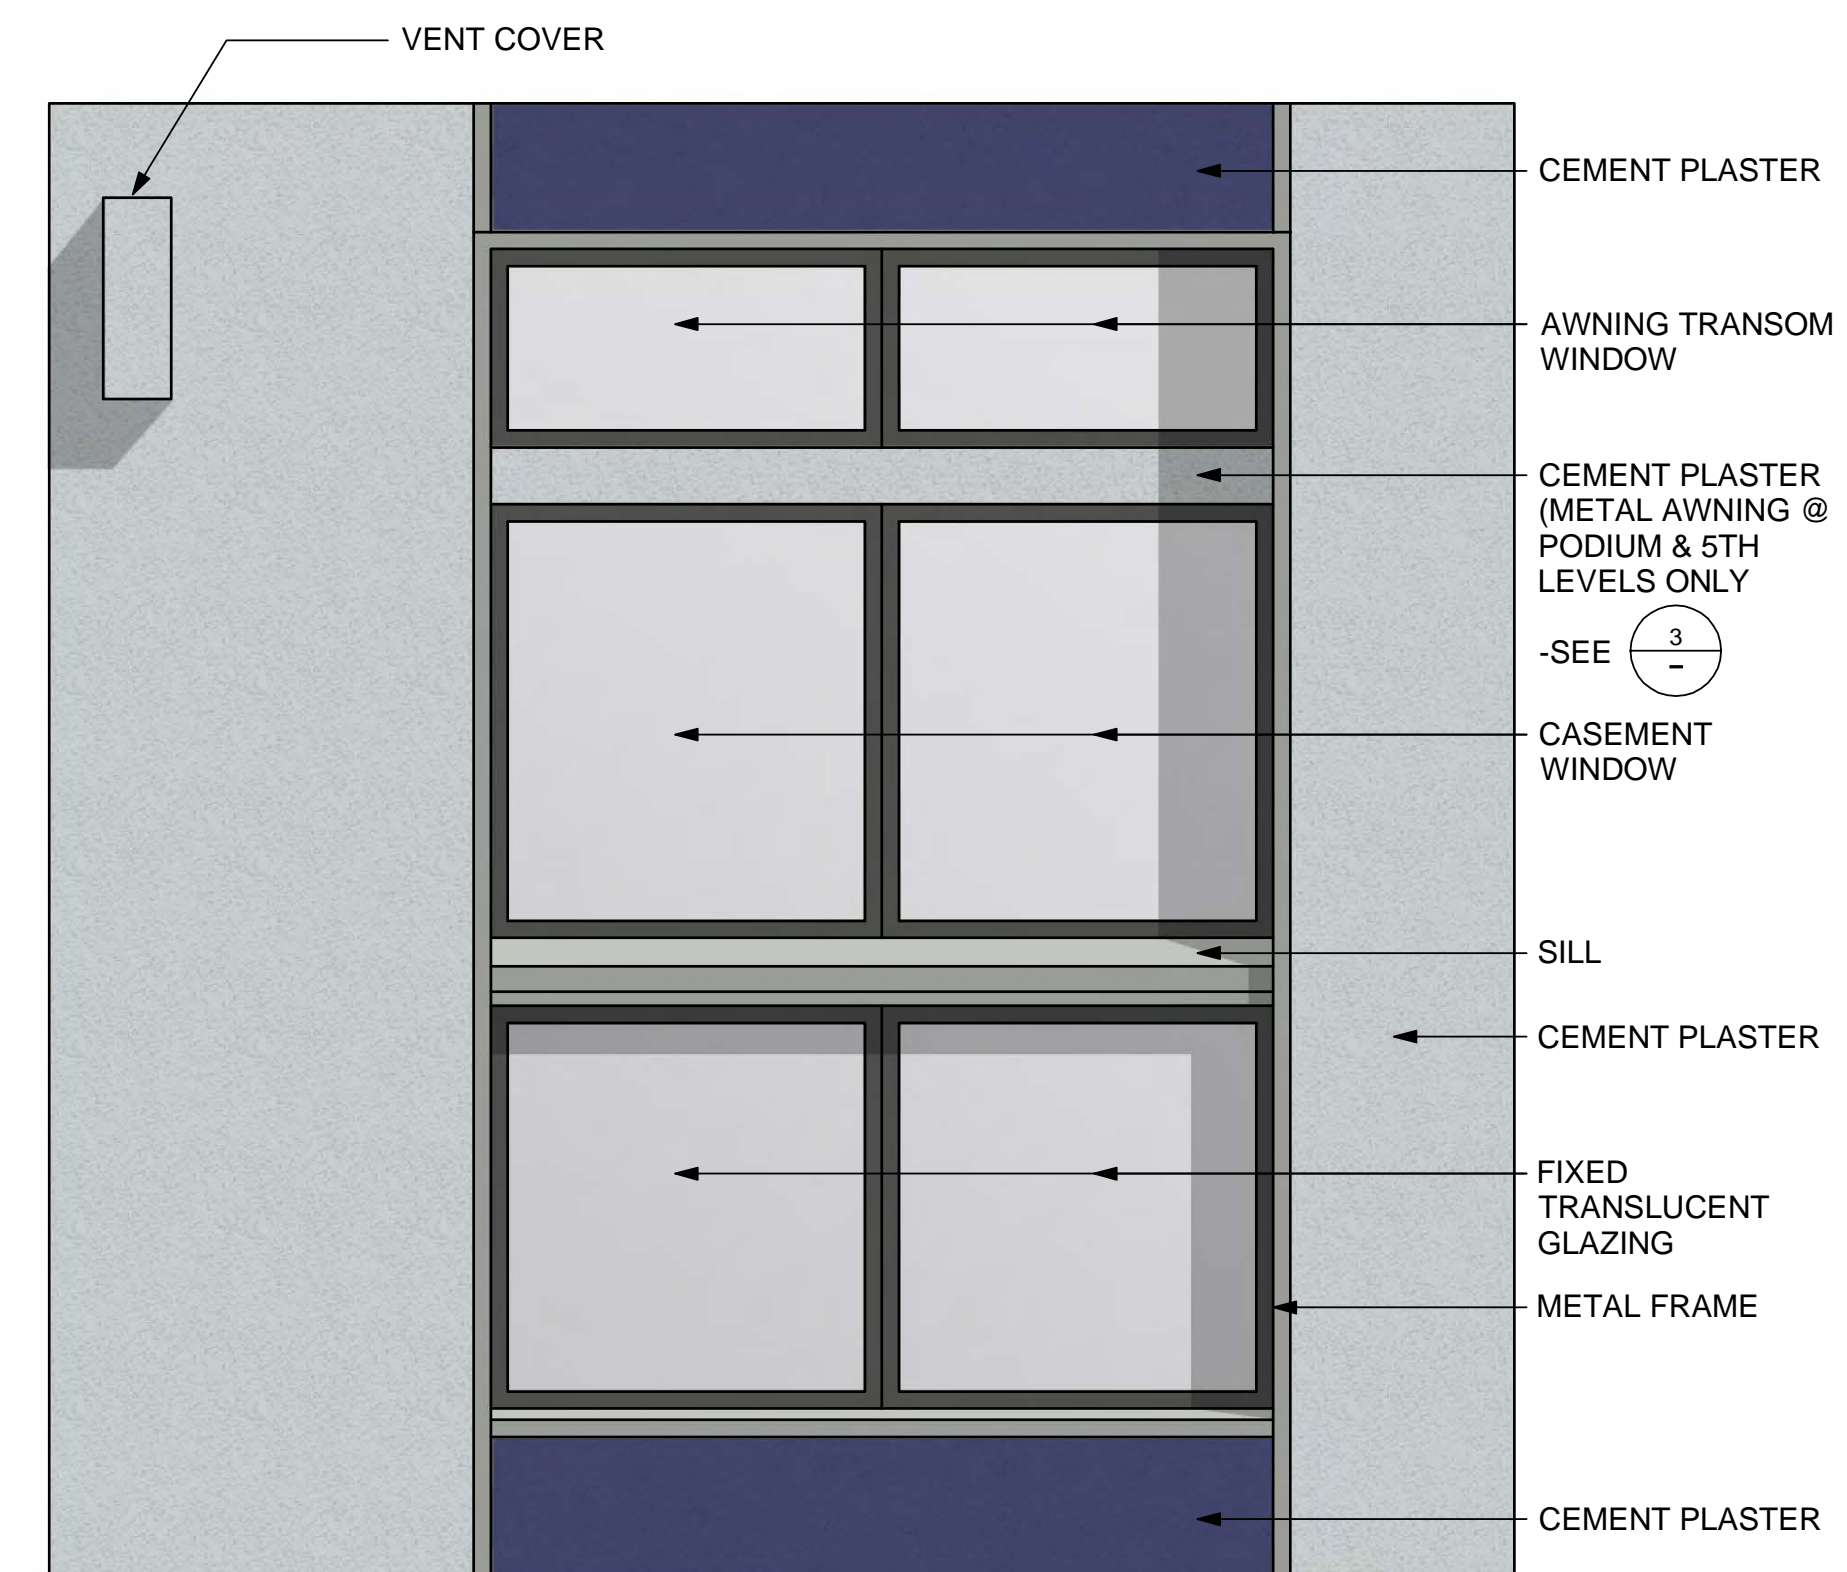 VENT COVER
CEMENT PLASTER
AWNING TRANSOM
WINDOW
CEMENT PLASTER
(METAL AWNING @
PODIUM & 5TH
LEVELS ONLY
-SEE 3
–
CASEMENT
WINDOW
SILL
CEMENT PLASTER
FIXED
TRANSLUCENT
GLAZING
METAL FRAME
CEMENT PLASTER